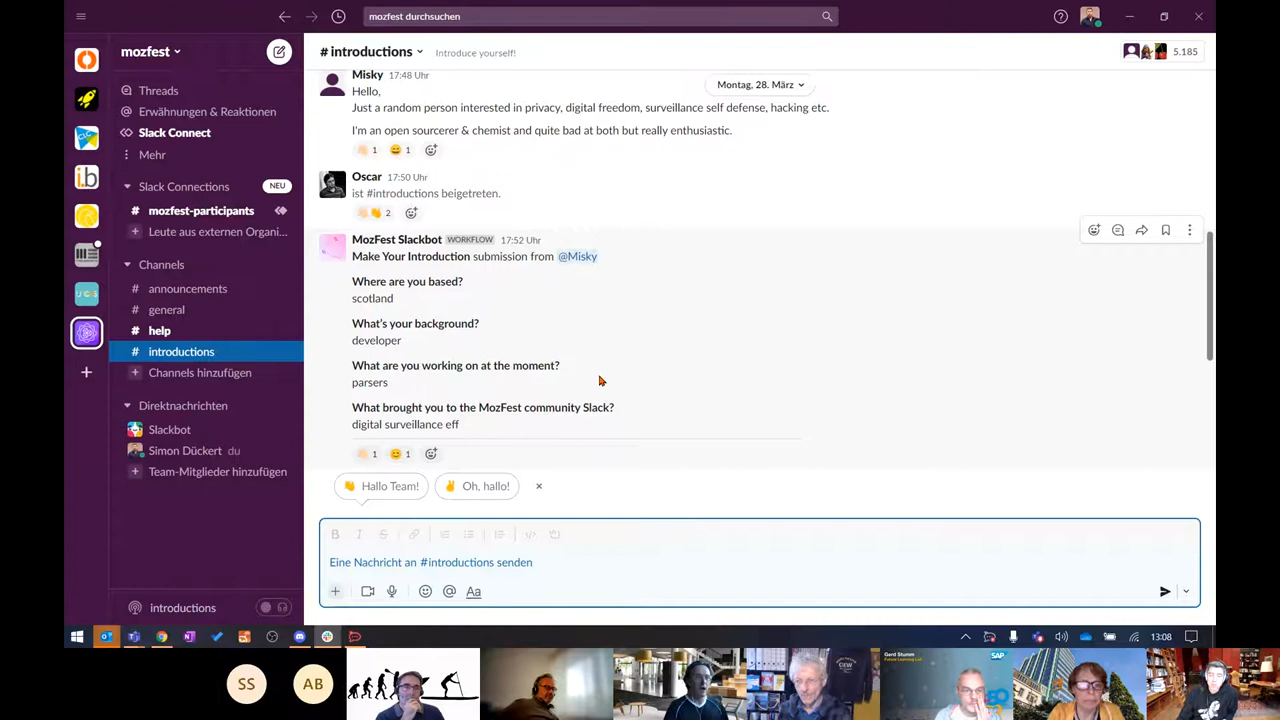 mozfest durchsuchen
mozfest
Threads
Erwähnungen & Reaktionen
Slack Connect
Mehr
Slack Connections NEU
# mozfest-participants
Leute aus externen Organi...
Channels
# announcements
# general
# help
# introductions
+ Channels hinzufügen
Direktnachrichten
Slackbot
Simon Dückert du
+ Team-Mitglieder hinzufügen
introductions
# introductions Introduce yourself! 5.185
Montag, 28. März
Misky 17:48 Uhr
Hello,
Just a random person interested in privacy, digital freedom, surveillance self defense, hacking etc.
I'm an open sourcerer & chemist and quite bad at both but really enthusiastic.
1 1
Oscar 17:50 Uhr
ist #introductions beigetreten.
2
MozFest Slackbot WORKFLOW 17:52 Uhr
Make Your Introduction submission from @Misky
Where are you based?
scotland
What's your background?
developer
What are you working on at the moment?
parsers
What brought you to the MozFest community Slack?
digital surveillance eff
1 1
Hallo Team! Oh, hallo!
B I S
Eine Nachricht an #introductions senden
+ @ Aa
13:08
SS AB
Gerd Stumm
SAP